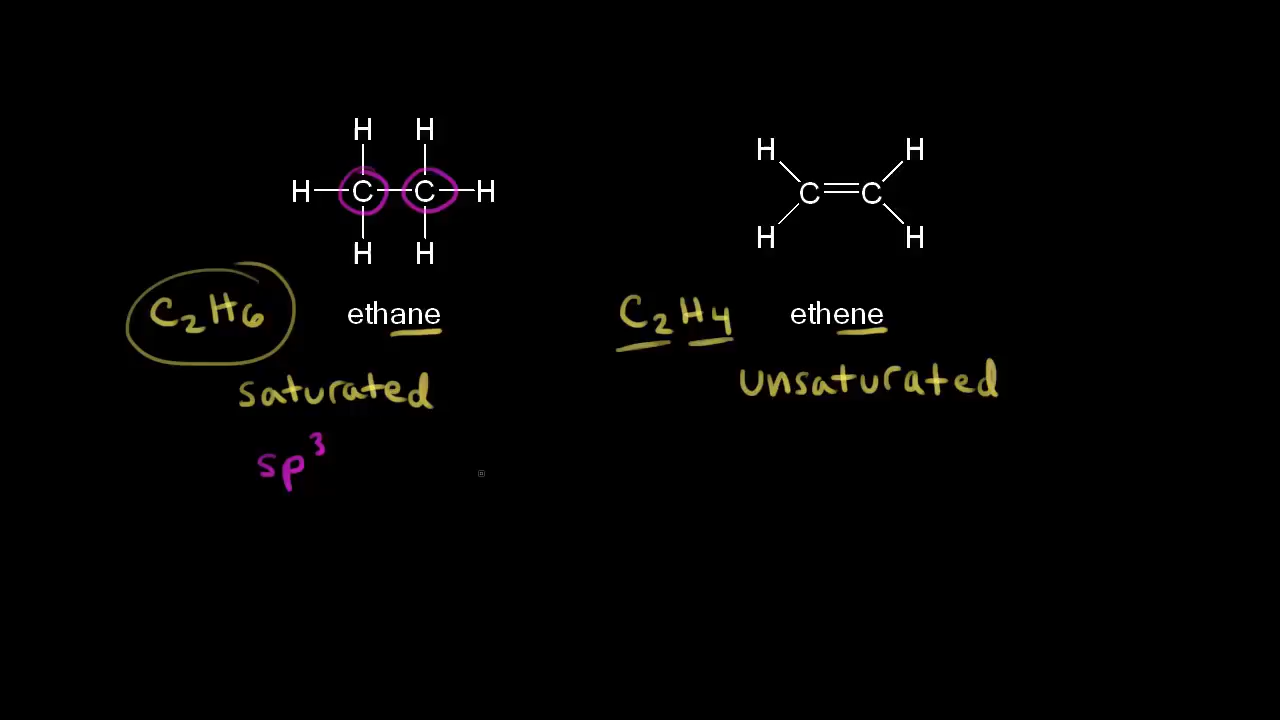 H H H H
H C C H C C
H H H H
C₂H₆ ethane C₂H₄ ethene
saturated unsaturated
sp³